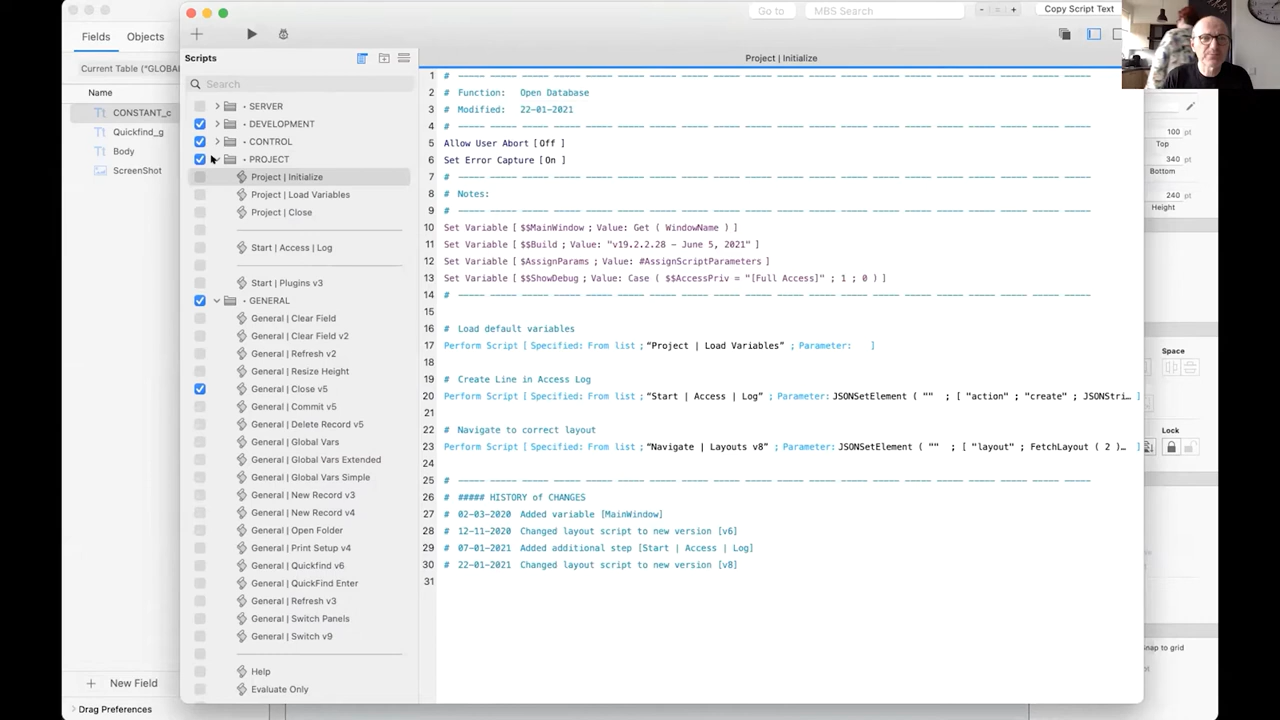 Fields Objects
Current Table ("GLOBAL
Name
CONSTANT_c
Quickfind_g
Body
ScreenShot
New Field
Drag Preferences
Go to
MBS Search
- = +
Copy Script Text
Scripts
Search
• SERVER
• DEVELOPMENT
• CONTROL
• PROJECT
Project | Initialize
Project | Load Variables
Project | Close
Start | Access | Log
Start | Plugins v3
• GENERAL
General | Clear Field
General | Clear Field v2
General | Refresh v2
General | Resize Height
General | Close v5
General | Commit v5
General | Delete Record v5
General | Global Vars
General | Global Vars Extended
General | Global Vars Simple
General | New Record v3
General | New Record v4
General | Open Folder
General | Print Setup v4
General | Quickfind v6
General | QuickFind Enter
General | Refresh v3
General | Switch Panels
General | Switch v9
Help
Evaluate Only
Project | Initialize
1 # ----- ----- ----- ----- ----- ----- ----- ----- ----- ----- ----- ----- ----- ----- ----- ----- ----- -----
2 # Function: Open Database
3 # Modified: 22-01-2021
4 # ----- ----- ----- ----- ----- ----- ----- ----- ----- ----- ----- ----- ----- ----- ----- ----- ----- -----
5 Allow User Abort [ Off ]
6 Set Error Capture [ On ]
7 # ----- ----- ----- ----- ----- ----- ----- ----- ----- ----- ----- ----- ----- ----- ----- ----- ----- -----
8 # Notes:
9 # ----- ----- ----- ----- ----- ----- ----- ----- ----- ----- ----- ----- ----- ----- ----- ----- ----- -----
10 Set Variable [ $$MainWindow ; Value: Get ( WindowName ) ]
11 Set Variable [ $$Build ; Value: "v19.2.2.28 - June 5, 2021" ]
12 Set Variable [ $AssignParams ; Value: #AssignScriptParameters ]
13 Set Variable [ $$ShowDebug ; Value: Case ( $$AccessPriv = "[Full Access]" ; 1 ; 0 ) ]
14 # ----- ----- ----- ----- ----- ----- ----- ----- ----- ----- ----- ----- ----- ----- ----- ----- ----- -----
15
16 # Load default variables
17 Perform Script [ Specified: From list ; “Project | Load Variables” ; Parameter: ]
18
19 # Create Line in Access Log
20 Perform Script [ Specified: From list ; “Start | Access | Log” ; Parameter: JSONSetElement ( "" ; [ "action" ; "create" ; JSONStri… ]
21
22 # Navigate to correct layout
23 Perform Script [ Specified: From list ; “Navigate | Layouts v8” ; Parameter: JSONSetElement ( "" ; [ "layout" ; FetchLayout ( 2 )… ]
24
25 # ----- ----- ----- ----- ----- ----- ----- ----- ----- ----- ----- ----- ----- ----- ----- ----- ----- -----
26 # ##### HISTORY of CHANGES
27 # 02-03-2020 Added variable [MainWindow]
28 # 12-11-2020 Changed layout script to new version [v6]
29 # 07-01-2021 Added additional step [Start | Access | Log]
30 # 22-01-2021 Changed layout script to new version [v8]
31
100 pt
Top
340 pt
Bottom
240 pt
Height
Space
Lock
nap to grid
pt